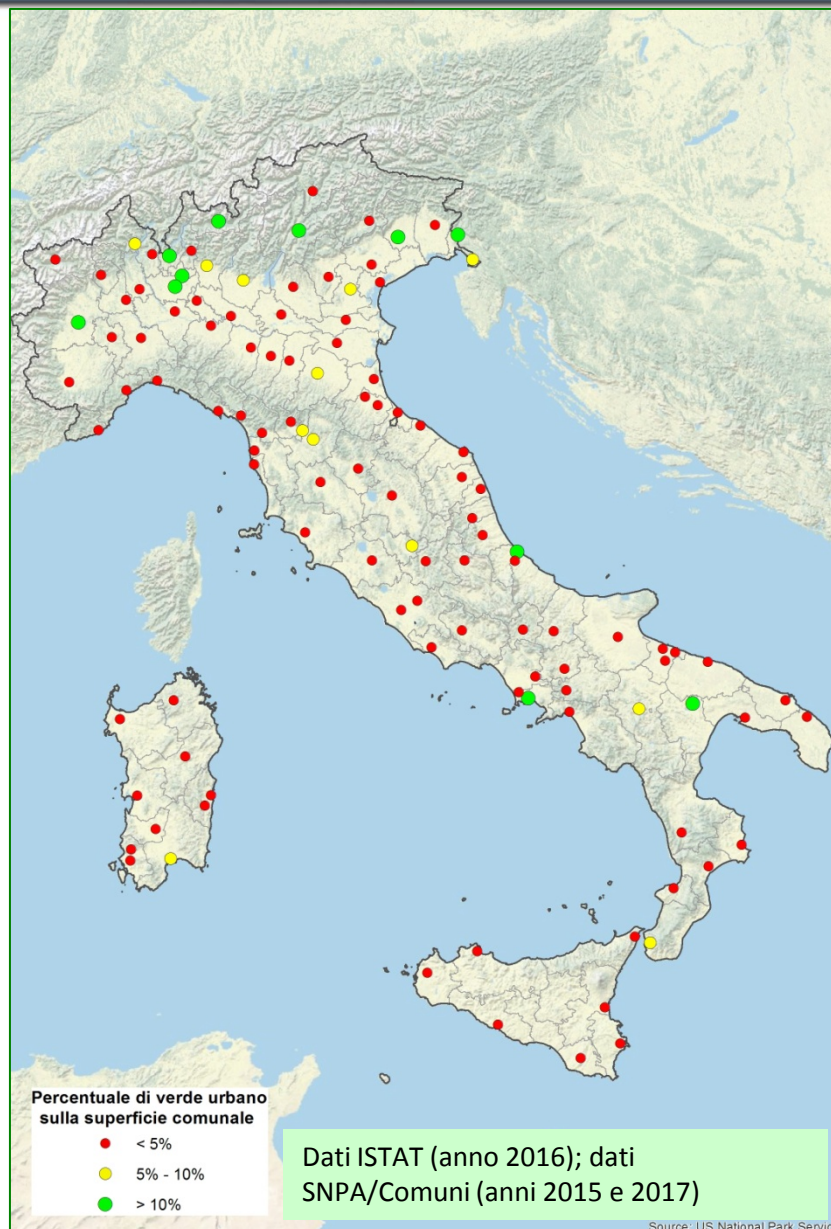 Percentuale di verde urbano
sulla superficie comunale
< 5%
5% - 10%
> 10%
Dati ISTAT (anno 2016); dati
SNPA/Comuni (anni 2015 e 2017)
Source: US National Park Servic